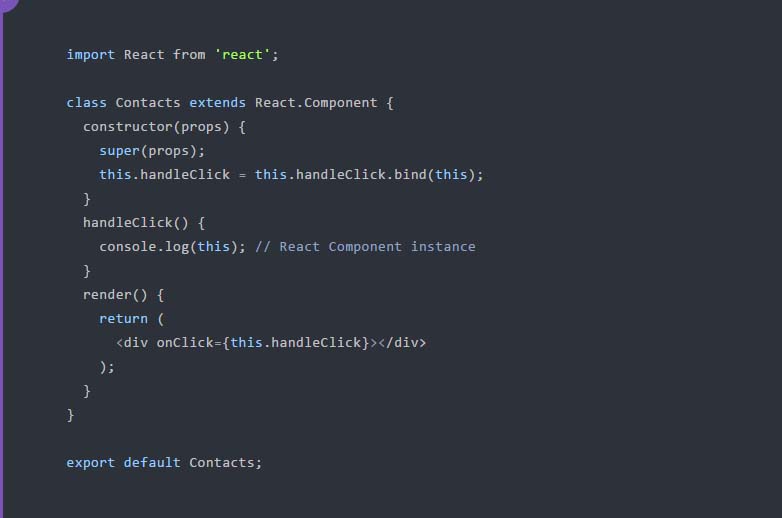 import React from 'react';
class Contacts extends React.Component {
constructor(props) {
super(props);
this.handleClick = this.handleClick.bind(this);
}
handleClick() {
console.log(this); // React Component instance
}
render() {
return (
<div onClick={this.handleClick}></div>
);
}
}
export default Contacts;